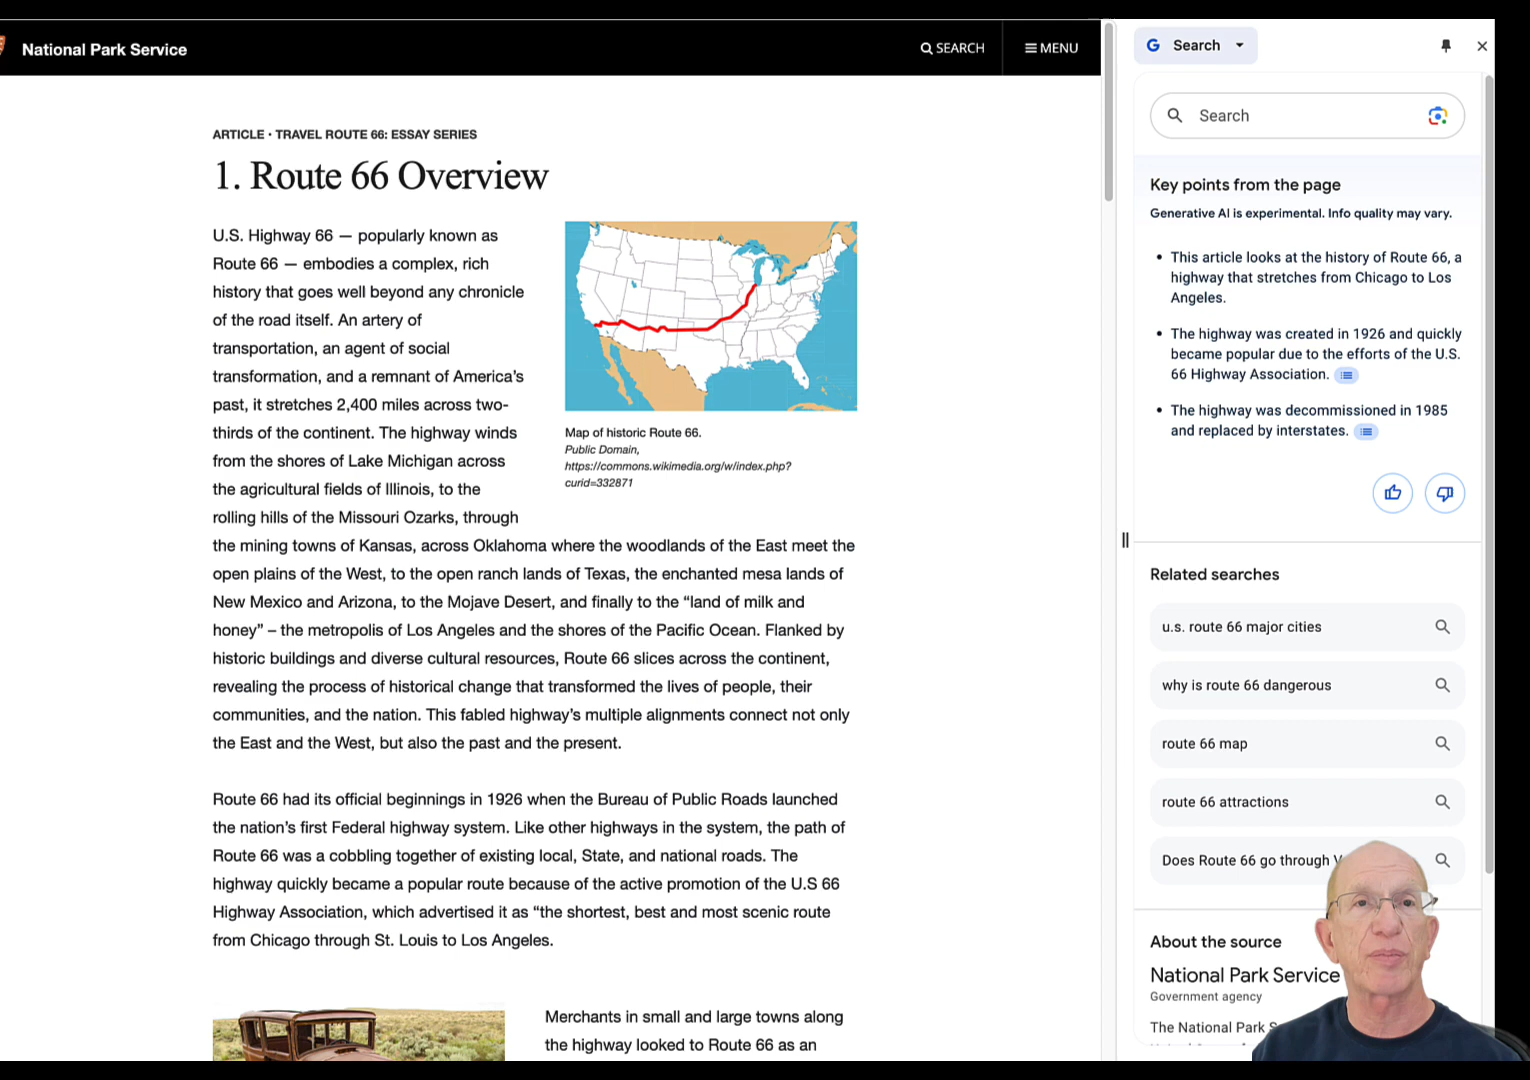 National Park Service
SEARCH
MENU
ARTICLE • TRAVEL ROUTE 66: ESSAY SERIES
1. Route 66 Overview
U.S. Highway 66 — popularly known as
Route 66 — embodies a complex, rich
history that goes well beyond any chronicle
of the road itself. An artery of
transportation, an agent of social
transformation, and a remnant of America's
past, it stretches 2,400 miles across two-
thirds of the continent. The highway winds
from the shores of Lake Michigan across
the agricultural fields of Illinois, to the
rolling hills of the Missouri Ozarks, through
the mining towns of Kansas, across Oklahoma where the woodlands of the East meet the
open plains of the West, to the open ranch lands of Texas, the enchanted mesa lands of
New Mexico and Arizona, to the Mojave Desert, and finally to the “land of milk and
honey” – the metropolis of Los Angeles and the shores of the Pacific Ocean. Flanked by
historic buildings and diverse cultural resources, Route 66 slices across the continent,
revealing the process of historical change that transformed the lives of people, their
communities, and the nation. This fabled highway's multiple alignments connect not only
the East and the West, but also the past and the present.
Map of historic Route 66.
Public Domain,
https://commons.wikimedia.org/w/index.php?
curid=332871
Route 66 had its official beginnings in 1926 when the Bureau of Public Roads launched
the nation's first Federal highway system. Like other highways in the system, the path of
Route 66 was a cobbling together of existing local, State, and national roads. The
highway quickly became a popular route because of the active promotion of the U.S 66
Highway Association, which advertised it as “the shortest, best and most scenic route
from Chicago through St. Louis to Los Angeles.
Merchants in small and large towns along
the highway looked to Route 66 as an
G Search
Search
Key points from the page
Generative AI is experimental. Info quality may vary.
• This article looks at the history of Route 66, a
highway that stretches from Chicago to Los
Angeles.
• The highway was created in 1926 and quickly
became popular due to the efforts of the U.S.
66 Highway Association.
• The highway was decommissioned in 1985
and replaced by interstates.
Related searches
u.s. route 66 major cities
why is route 66 dangerous
route 66 map
route 66 attractions
Does Route 66 go through
About the source
National Park Service
Government agency
The National Park